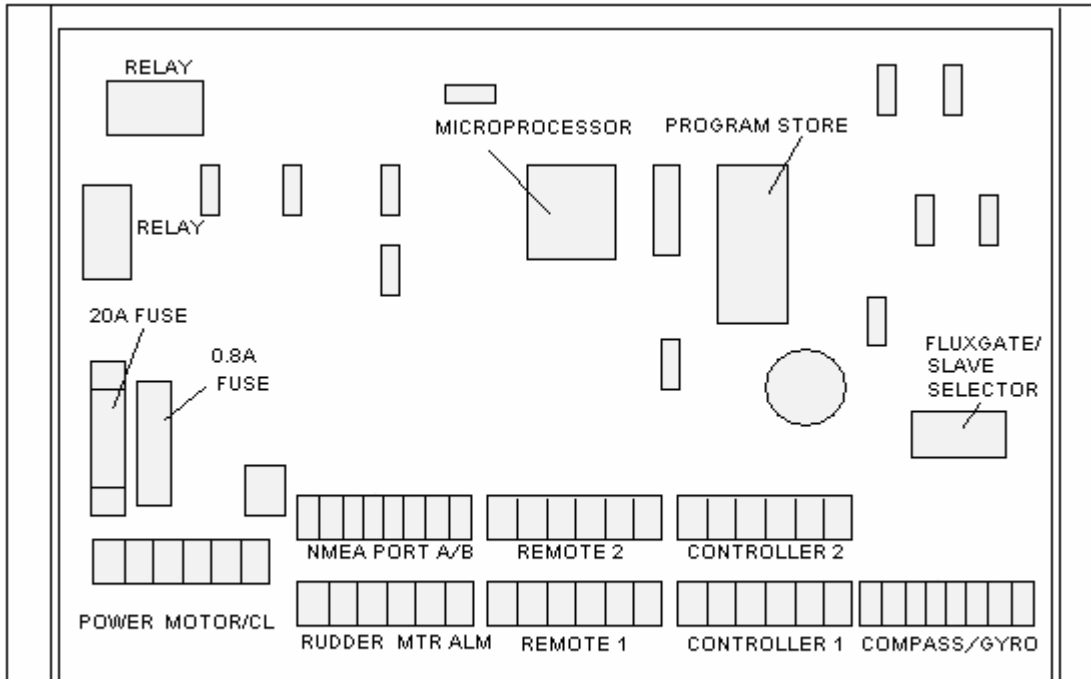 RELAY
MICROPROCESSOR
PROGRAM STORE
RELAY
20A FUSE
0.8A
FUSE
FLUXGATE/
SLAVE
SELECTOR
NMEA PORT A/B
REMOTE 2
CONTROLLER 2
POWER MOTOR/CL
RUDDER MTR ALM
REMOTE 1
CONTROLLER 1
COMPASS/GYRO